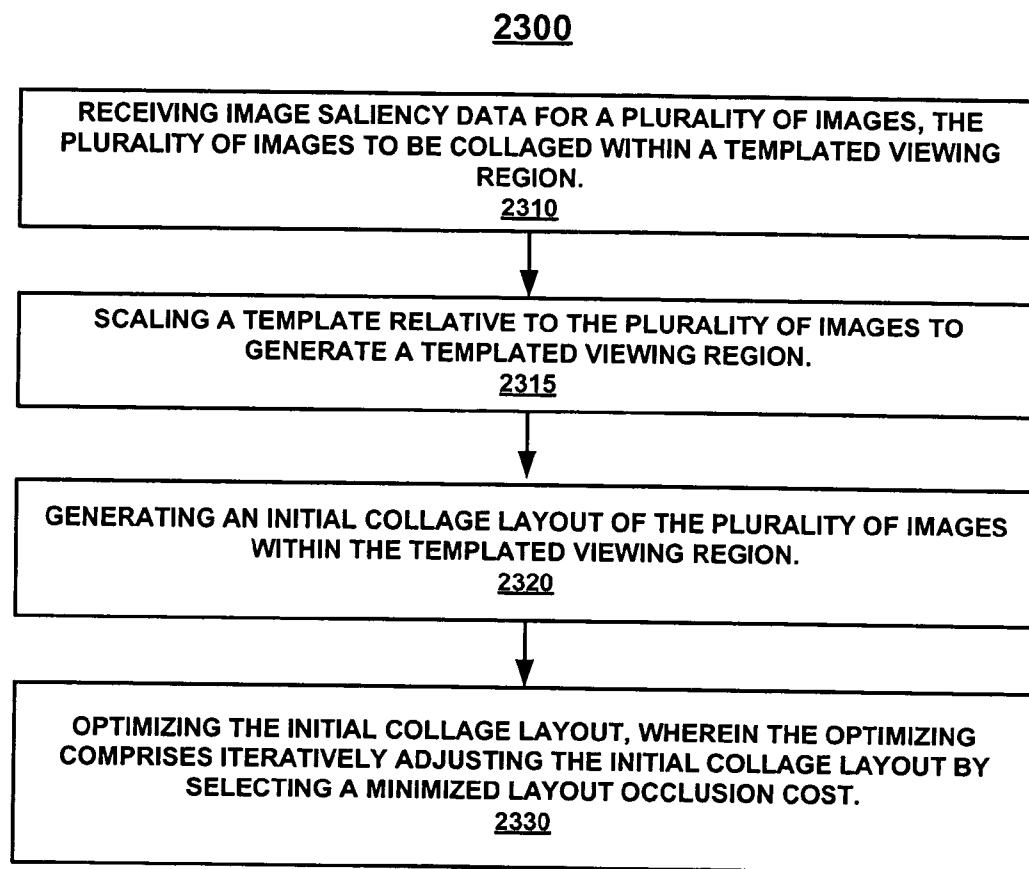 2300
RECEIVING IMAGE SALIENCY DATA FOR A PLURALITY OF IMAGES, THE
PLURALITY OF IMAGES TO BE COLLAGED WITHIN A TEMPLATED VIEWING
REGION.
2310
SCALING A TEMPLATE RELATIVE TO THE PLURALITY OF IMAGES TO
GENERATE A TEMPLATED VIEWING REGION.
2315
GENERATING AN INITIAL COLLAGE LAYOUT OF THE PLURALITY OF IMAGES
WITHIN THE TEMPLATED VIEWING REGION.
2320
OPTIMIZING THE INITIAL COLLAGE LAYOUT, WHEREIN THE OPTIMIZING
COMPRISES ITERATIVELY ADJUSTING THE INITIAL COLLAGE LAYOUT BY
SELECTING A MINIMIZED LAYOUT OCCLUSION COST.
2330